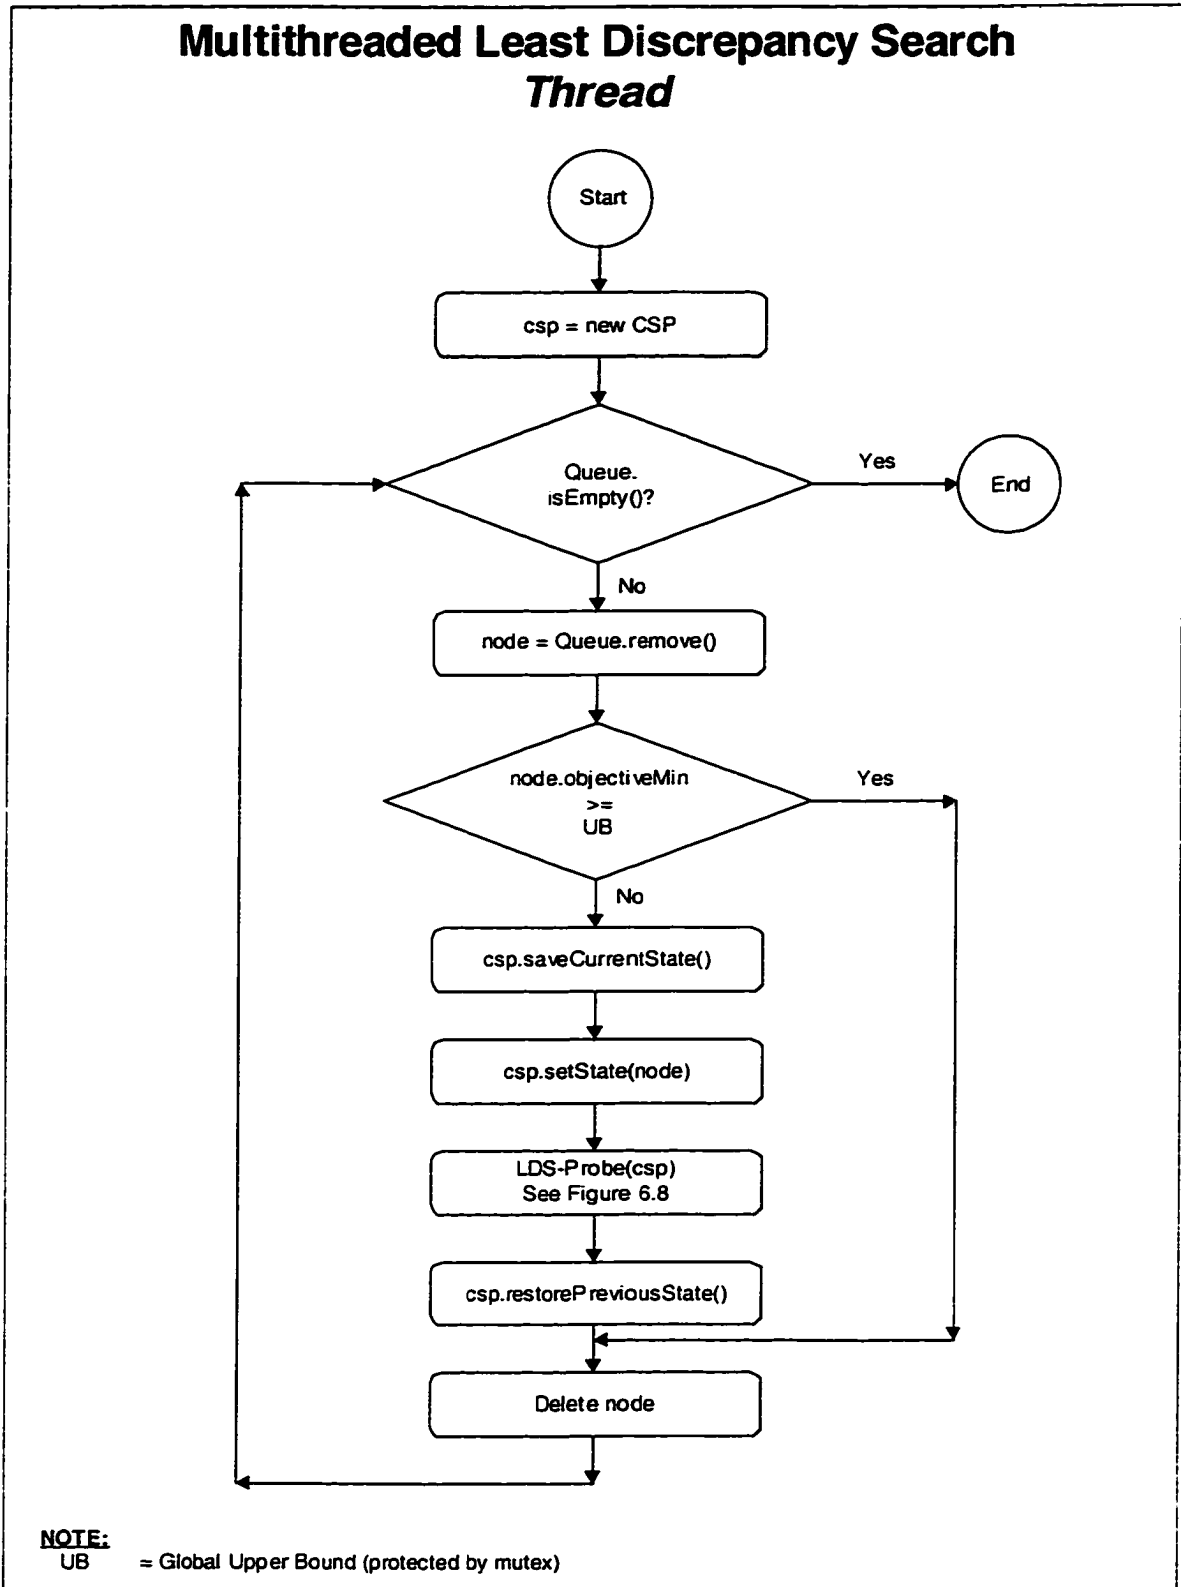 Multithreaded Least Discrepancy Search
Thread
Start
csp = new CSP
Queue.
isEmpty()?
Yes
End
No
node = Queue.remove()
node.objectiveMin
>=
UB
Yes
No
csp.saveCurrentState()
csp.setState(node)
LDS-Probe(csp)
See Figure 6.8
csp.restorePreviousState()
Delete node
NOTE:
UB = Global Upper Bound (protected by mutex)